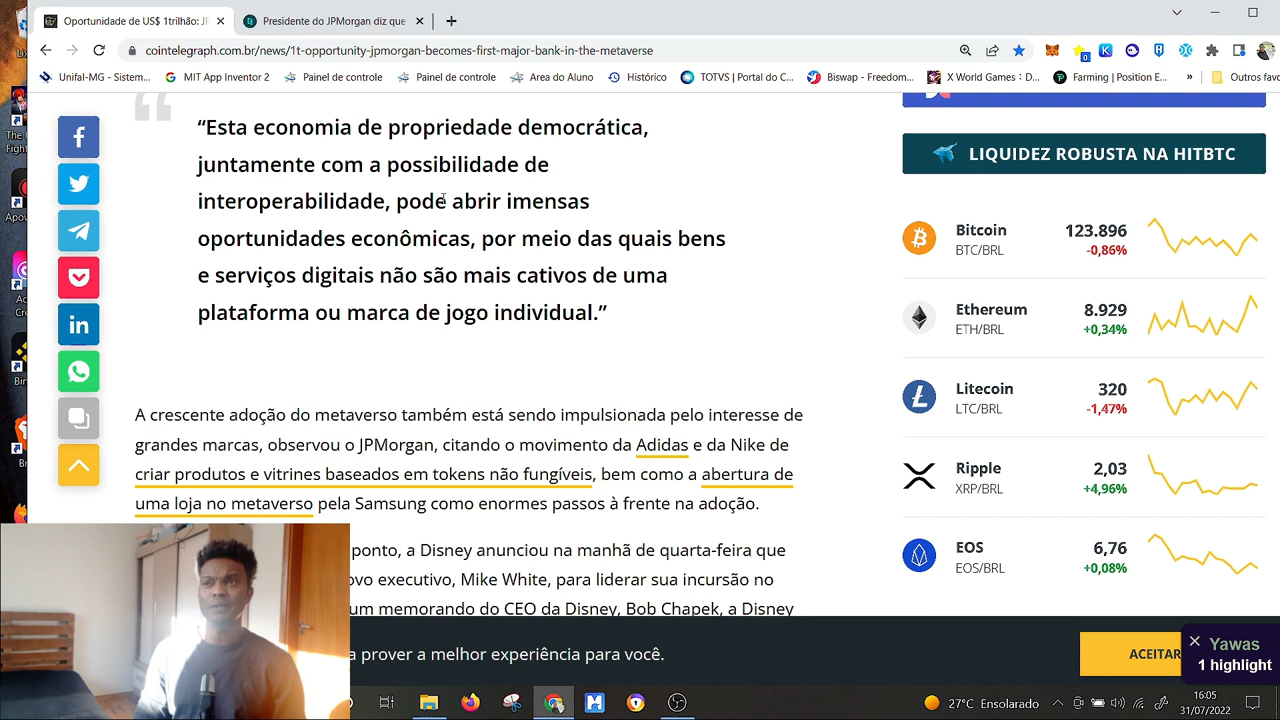 Oportunidade de US$ 1trilhão: JF
Presidente do JPMorgan diz que
cointelegraph.com.br/news/1t-opportunity-jpmorgan-becomes-first-major-bank-in-the-metaverse
0
Unifal-MG - Sistem...
MIT App Inventor 2
Painel de controle
Painel de controle
Area do Aluno
Histórico
TOTVS | Portal do C...
Biswap - Freedom...
X World Games : D...
Farming | Position E...
»
Outros favo
“Esta economia de propriedade democrática,
juntamente com a possibilidade de
interoperabilidade, pode abrir imensas
oportunidades econômicas, por meio das quais bens
e serviços digitais não são mais cativos de uma
plataforma ou marca de jogo individual.”
A crescente adoção do metaverso também está sendo impulsionada pelo interesse de
grandes marcas, observou o JPMorgan, citando o movimento da Adidas e da Nike de
criar produtos e vitrines baseados em tokens não fungíveis, bem como a abertura de
uma loja no metaverso pela Samsung como enormes passos à frente na adoção.
ponto, a Disney anunciou na manhã de quarta-feira que
ovo executivo, Mike White, para liderar sua incursão no
um memorando do CEO da Disney, Bob Chapek, a Disney
a prover a melhor experiência para você.
ACEITAR
LIQUIDEZ ROBUSTA NA HITBTC
Bitcoin 123.896
BTC/BRL -0,86%
Ethereum 8.929
ETH/BRL +0,34%
Litecoin 320
LTC/BRL -1,47%
Ripple 2,03
XRP/BRL +4,96%
EOS 6,76
EOS/BRL +0,08%
Yawas
1 highlight
27°C Ensolarado
16:05
31/07/2022